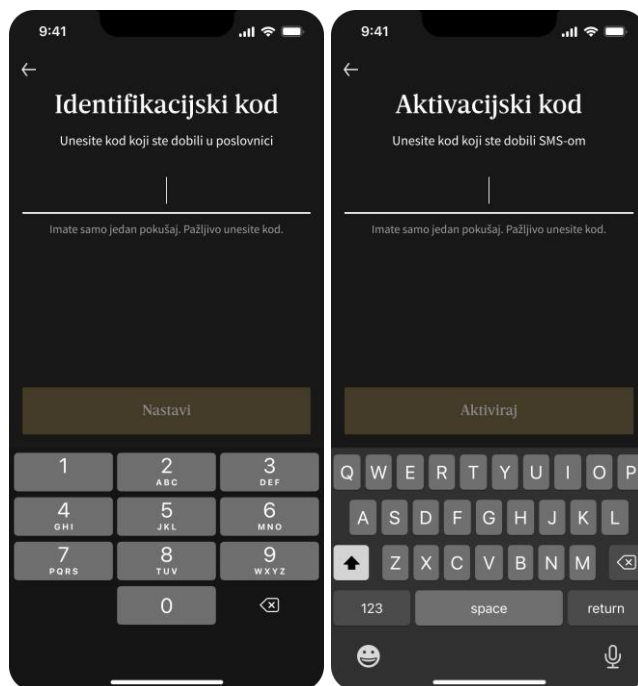 9:41
Identifikacijski kod
Unesite kod koji ste dobili u poslovnici
Imate samo jedan pokušaj. Pažljivo unesite kod.
Nastavi
1 2 3
ABC DEF
4 5 6
GHI JKL MNO
7 8 9
PQRS TUV WXYZ
0
9:41
Aktivacijski kod
Unesite kod koji ste dobili SMS-om
Imate samo jedan pokušaj. Pažljivo unesite kod.
Aktiviraj
Q W E R T Y U I O P
A S D F G H J K L
Z X C V B N M
123 space return